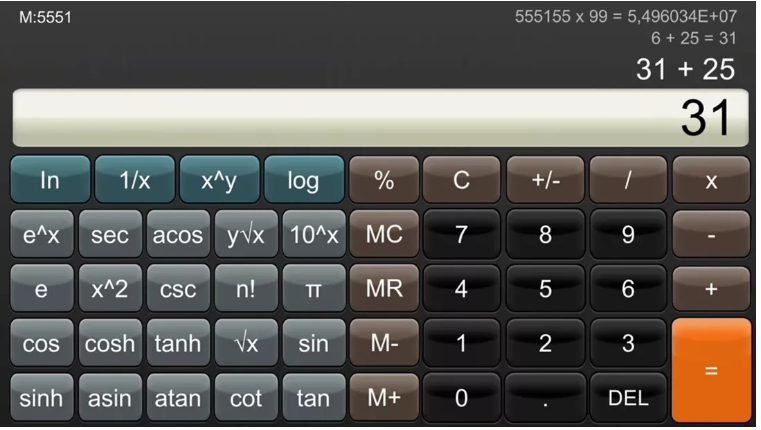 M:5551
555155 x 99 = 5,496034E+07
6 + 25 = 31
31 + 25
31
ln 1/x x^y log % C +/- / x
e^x sec acos y√x 10^x MC 7 8 9 -
e x^2 csc n! π MR 4 5 6 +
cos cosh tanh √x sin M- 1 2 3
=
sinh asin atan cot tan M+ 0 . DEL